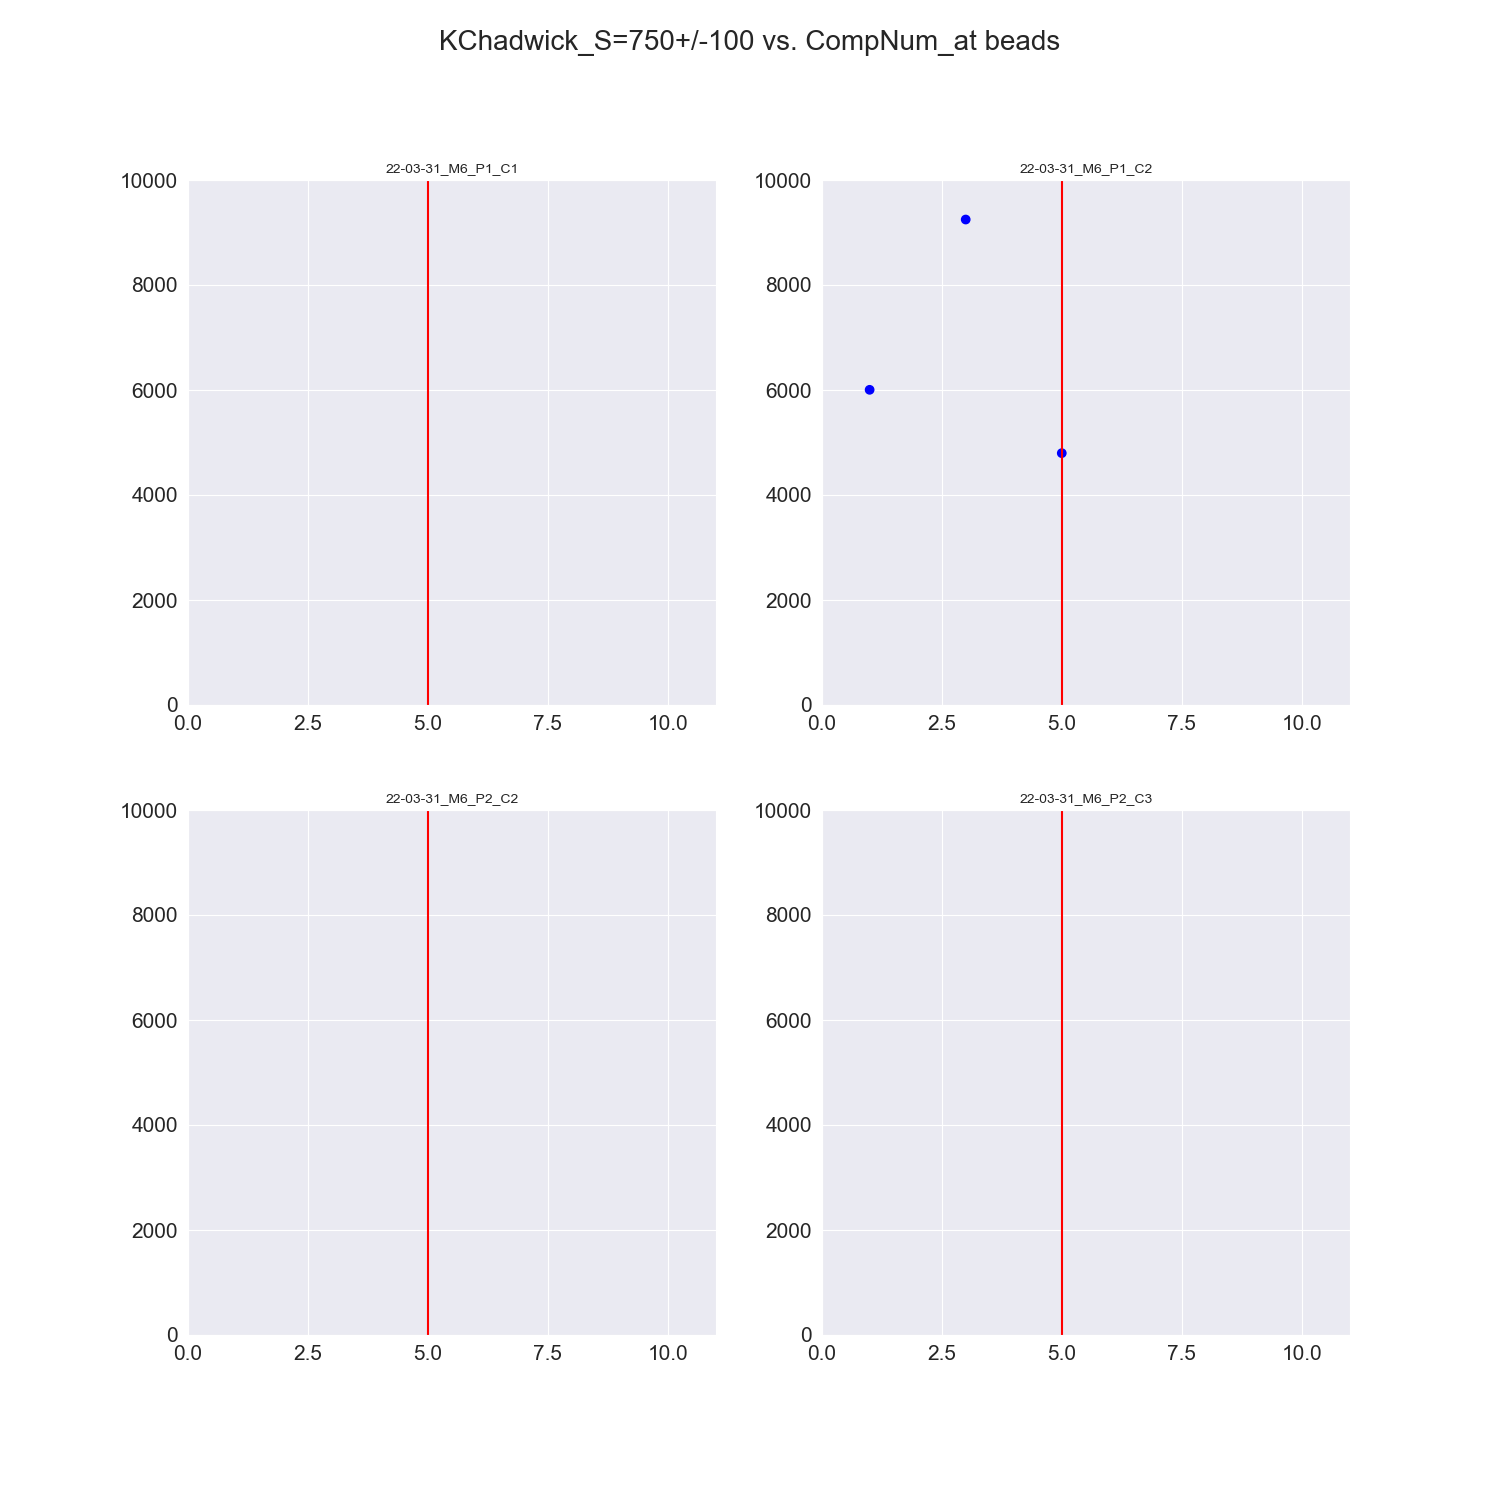 KChadwick_S=750+/-100 vs. CompNum_at beads
22-03-31_M6_P1_C1
10000
8000
6000
4000
2000
0
0.0 2.5 5.0 7.5 10.0
22-03-31_M6_P1_C2
10000
8000
6000
4000
2000
0
0.0 2.5 5.0 7.5 10.0
22-03-31_M6_P2_C2
10000
8000
6000
4000
2000
0
0.0 2.5 5.0 7.5 10.0
22-03-31_M6_P2_C3
10000
8000
6000
4000
2000
0
0.0 2.5 5.0 7.5 10.0